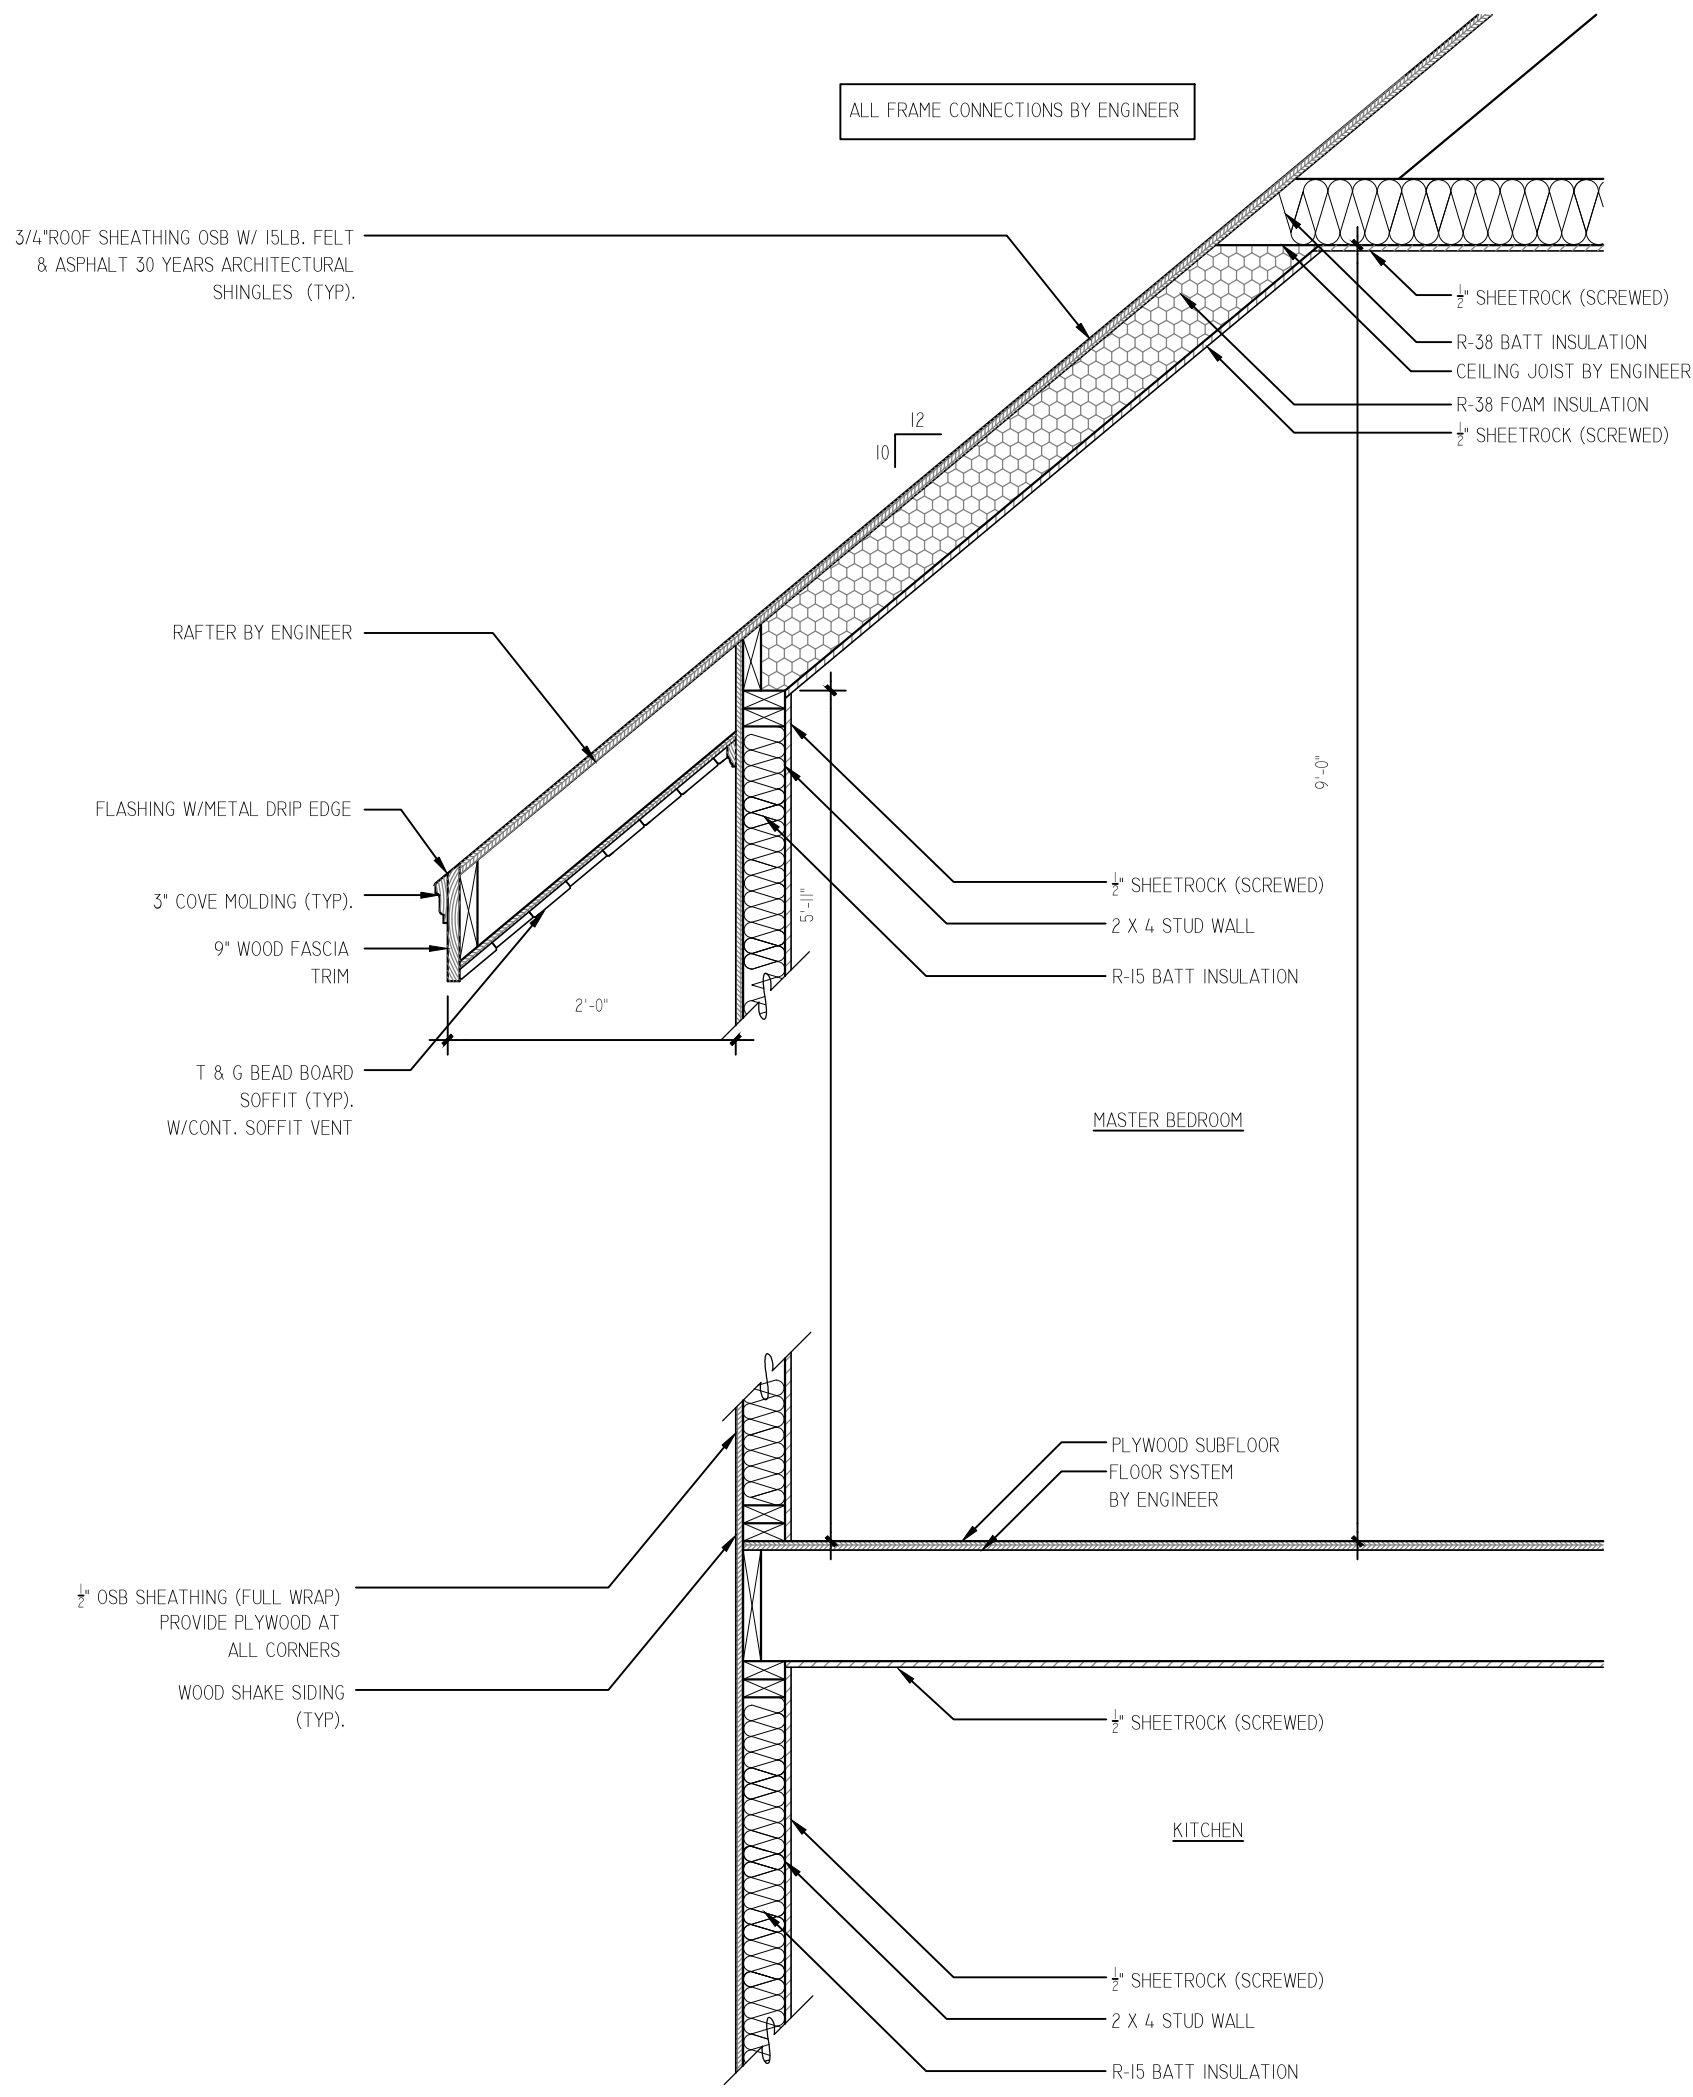 ALL FRAME CONNECTIONS BY ENGINEER
3/4"ROOF SHEATHING OSB W/ 15LB. FELT
& ASPHALT 30 YEARS ARCHITECTURAL
SHINGLES (TYP).
½" SHEETROCK (SCREWED)
R-38 BATT INSULATION
CEILING JOIST BY ENGINEER
R-38 FOAM INSULATION
½" SHEETROCK (SCREWED)
12
10
RAFTER BY ENGINEER
9'-0"
FLASHING W/METAL DRIP EDGE
3" COVE MOLDING (TYP).
9" WOOD FASCIA
TRIM
5'-11"
½" SHEETROCK (SCREWED)
2 X 4 STUD WALL
R-15 BATT INSULATION
2'-0"
T & G BEAD BOARD
SOFFIT (TYP).
W/CONT. SOFFIT VENT
MASTER BEDROOM
PLYWOOD SUBFLOOR
FLOOR SYSTEM
BY ENGINEER
½" OSB SHEATHING (FULL WRAP)
PROVIDE PLYWOOD AT
ALL CORNERS
WOOD SHAKE SIDING
(TYP).
½" SHEETROCK (SCREWED)
KITCHEN
½" SHEETROCK (SCREWED)
2 X 4 STUD WALL
R-15 BATT INSULATION